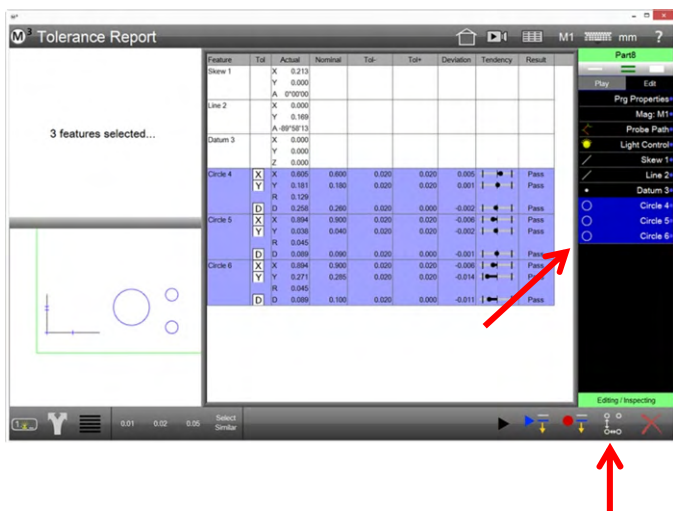 M³ Tolerance Report
M1
mm
?
3 features selected...
Feature Tol Actual Nominal Tol- Tol+ Deviation Tendency Result
Skew 1 X 0.213
Y 0.000
A 0°00'00
Line 2 X 0.000
Y 0.169
A -89°58'13
Datum 3 X 0.000
Y 0.000
Z 0.000
Circle 4 X X 0.605 0.600 0.020 0.020 0.005 Pass
Y Y 0.181 0.180 0.020 0.020 0.001 Pass
R 0.129
D D 0.258 0.260 0.020 0.000 -0.002 Pass
Circle 5 X X 0.894 0.900 0.020 0.020 -0.006 Pass
Y Y 0.038 0.040 0.020 0.020 -0.002 Pass
R 0.045
D D 0.089 0.090 0.020 0.000 -0.001 Pass
Circle 6 X X 0.894 0.900 0.020 0.020 -0.006 Pass
Y Y 0.271 0.285 0.020 0.020 -0.014 Pass
R 0.045
D D 0.089 0.100 0.020 0.000 -0.011 Pass
Part8
Play Edit
Prg Properties
Mag: M1
Probe Path
Light Control
Skew 1
Line 2
Datum 3
Circle 4
Circle 5
Circle 6
Editing / Inspecting
0.01 0.02 0.05
Select
Similar